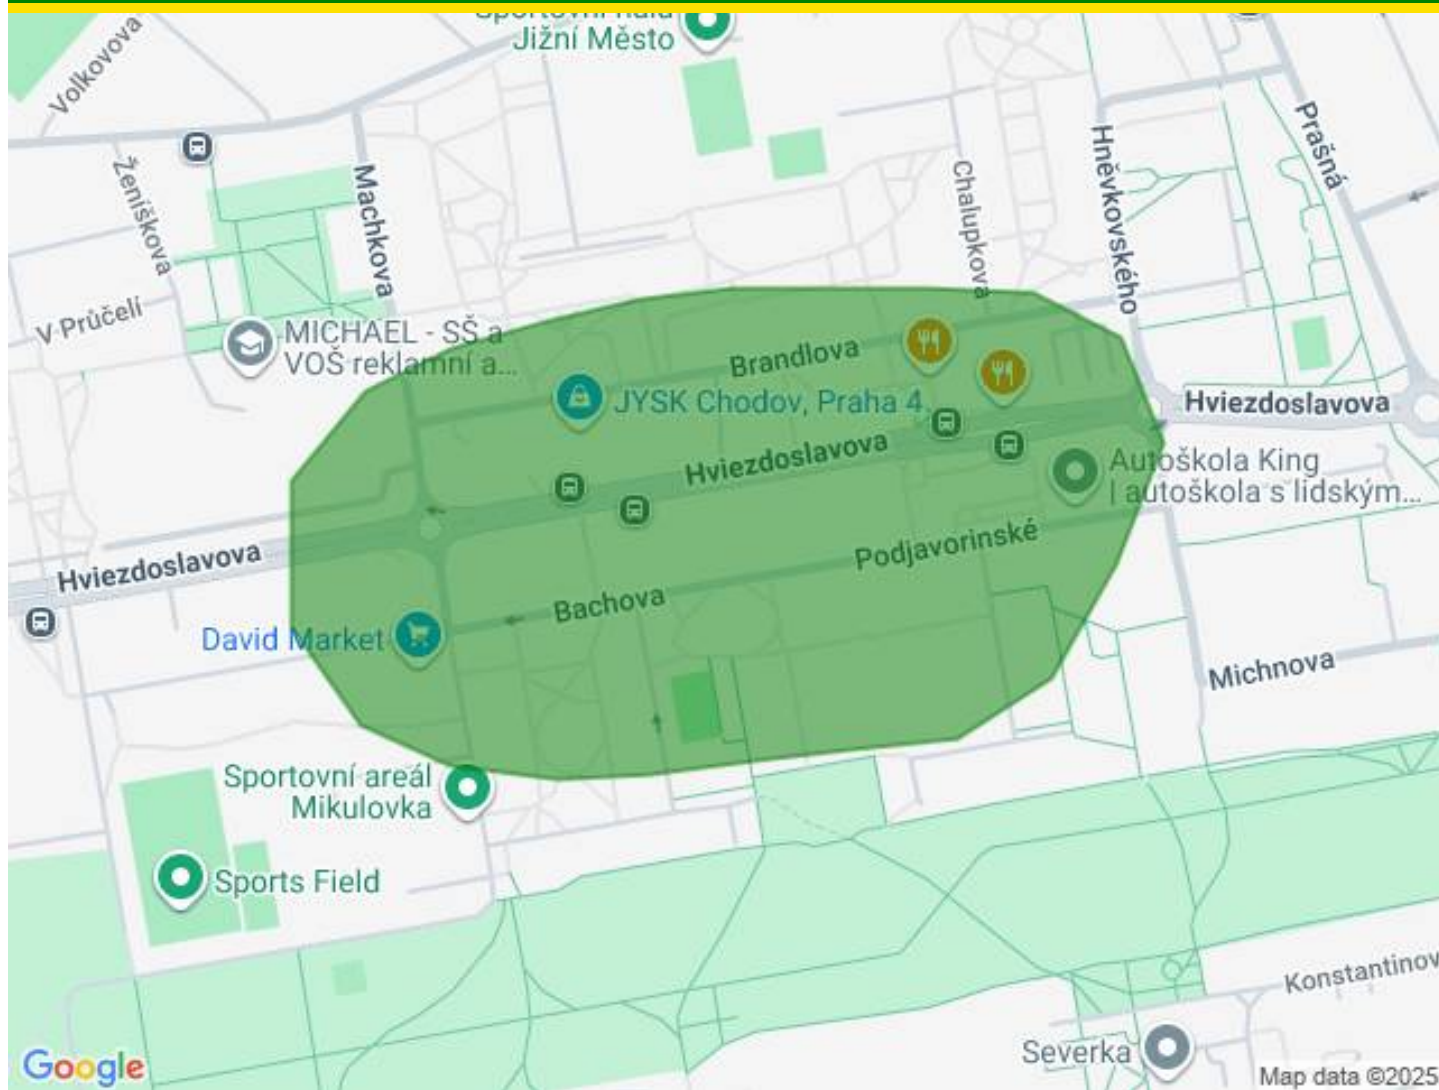 Sportovní hala
Jižní Město
Volkovova
Ženíškova
Machkova
Chalupkova
Hněvkovského
Prašná
V Průčelí
MICHAEL - SŠ a
VOŠ reklamní a...
Brandlova
JYSK Chodov, Praha 4
Hviezdoslavova
Hviezdoslavova
Autoškola King
| autoškola s lidským...
Hviezdoslavova
Podjavorinské
Bachova
David Market
Michnova
Sportovní areál
Mikulovka
Sports Field
Konstantinov
Severka
Google
Map data ©2025